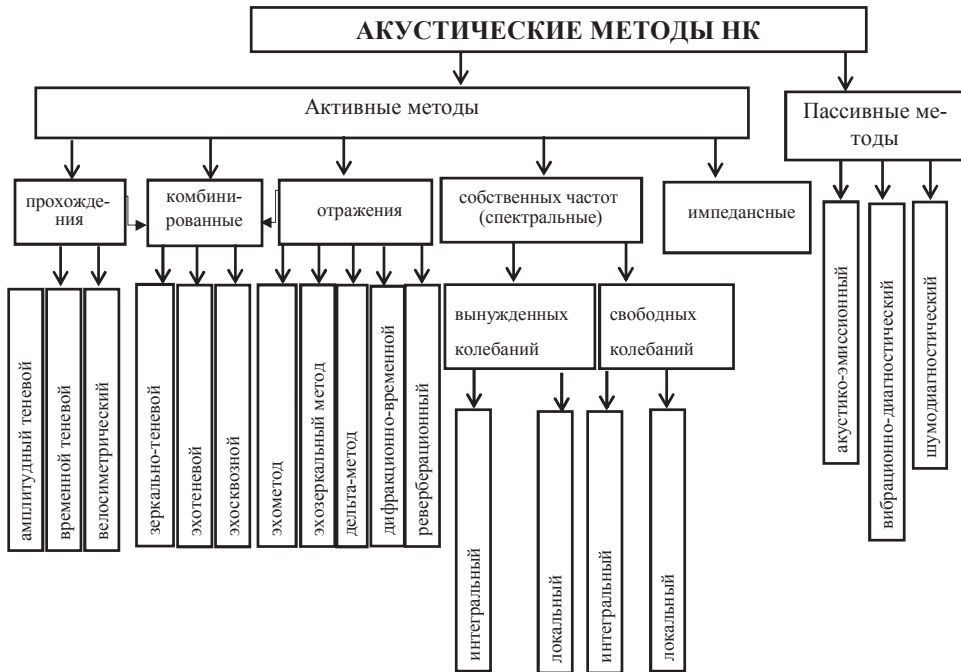 АКУСТИЧЕСКИЕ МЕТОДЫ НК
Активные методы
Пассивные ме-
тоды
прохожде-
ния
комбини-
рованные
отражения
собственных частот
(спектральные)
импедансные
амплитудный теневой
временной теневой
велосиметрический
зеркально-теневой
эхотеневой
эхосквозной
эхометод
эхозеркальный метод
дельта-метод
дифракционно-временной
реверберационный
вынужденных
колебаний
свободных
колебаний
интегральный
локальный
интегральный
локальный
акустико-эмиссионный
вибрационно-диагностический
шумодиагностический